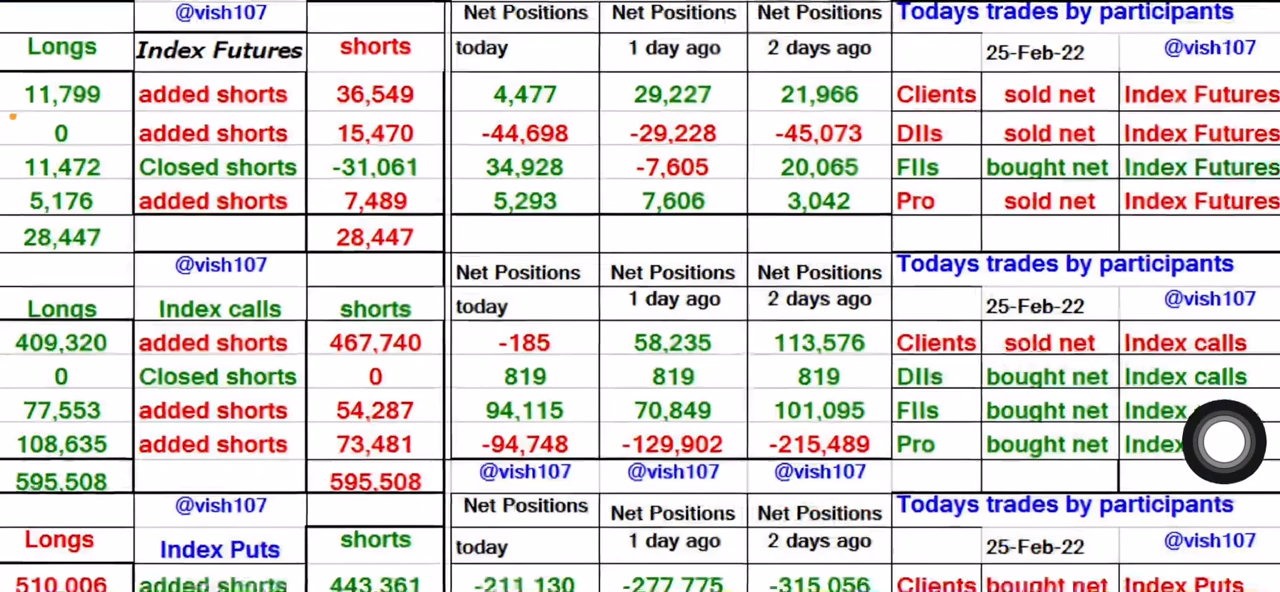 @vish107 Net Positions Net Positions Net Positions Todays trades by participants
Longs Index Futures shorts today 1 day ago 2 days ago 25-Feb-22 @vish107
11,799 added shorts 36,549 4,477 29,227 21,966 Clients sold net Index Futures
0 added shorts 15,470 -44,698 -29,228 -45,073 DIIs sold net Index Futures
11,472 Closed shorts -31,061 34,928 -7,605 20,065 FIIs bought net Index Futures
5,176 added shorts 7,489 5,293 7,606 3,042 Pro sold net Index Futures
28,447 28,447
@vish107 Net Positions Net Positions Net Positions Todays trades by participants
Longs Index calls shorts today 1 day ago 2 days ago 25-Feb-22 @vish107
409,320 added shorts 467,740 -185 58,235 113,576 Clients sold net Index calls
0 Closed shorts 0 819 819 819 DIIs bought net Index calls
77,553 added shorts 54,287 94,115 70,849 101,095 FIIs bought net Index
108,635 added shorts 73,481 -94,748 -129,902 -215,489 Pro bought net Index
595,508 595,508 @vish107 @vish107 @vish107
@vish107 Net Positions Net Positions Net Positions Todays trades by participants
Longs Index Puts shorts today 1 day ago 2 days ago 25-Feb-22 @vish107
510,006 added shorts 443,361 -211,130 -277,775 -315,056 Clients bought net Index Puts